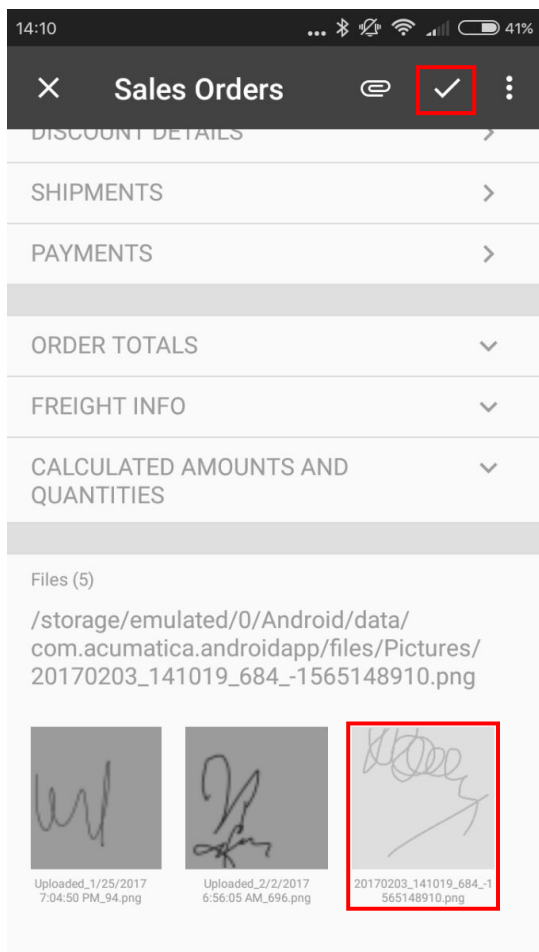 14:10
41%
Sales Orders
DISCOUNT DETAILS
SHIPMENTS
PAYMENTS
ORDER TOTALS
FREIGHT INFO
CALCULATED AMOUNTS AND
QUANTITIES
Files (5)
/storage/emulated/0/Android/data/
com.acumatica.androidapp/files/Pictures/
20170203_141019_684_-1565148910.png
Uploaded_1/25/2017
7:04:50 PM_94.png
Uploaded_2/2/2017
6:56:05 AM_696.png
20170203_141019_684_-1
565148910.png